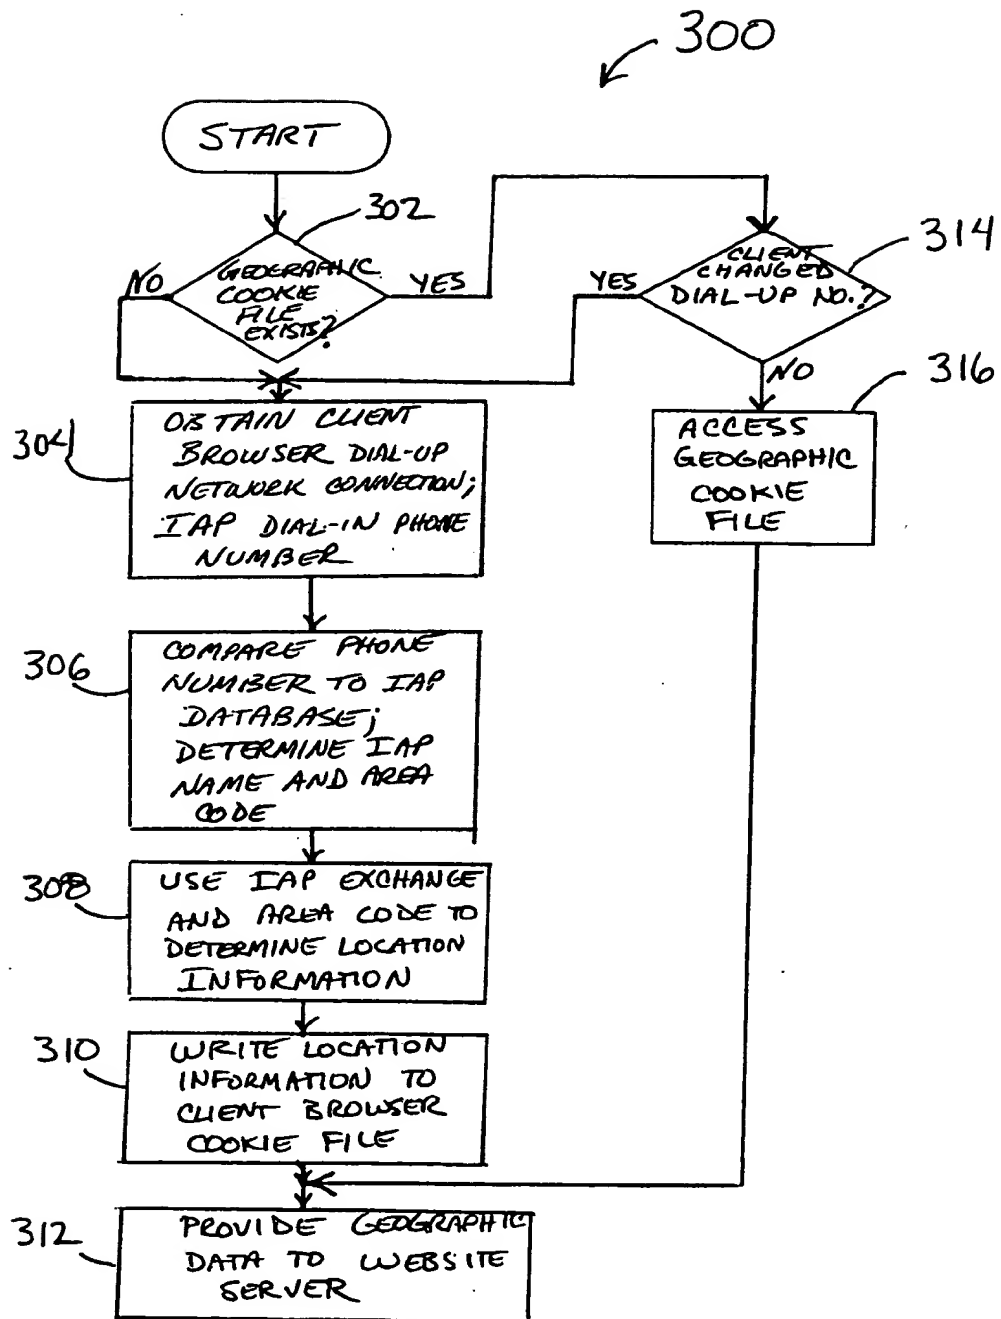 300
START
302
GEOGRAPHIC
COOKIE
FILE
EXISTS?
NO
YES
314
CLIENT
CHANGED
DIAL-UP NO.?
YES
NO
316
ACCESS
GEOGRAPHIC
COOKIE
FILE
304
OBTAIN CLIENT
BROWSER DIAL-UP
NETWORK CONNECTION;
IAP DIAL-IN PHONE
NUMBER
306
COMPARE PHONE
NUMBER TO IAP
DATABASE;
DETERMINE IAP
NAME AND AREA
CODE
308
USE IAP EXCHANGE
AND AREA CODE TO
DETERMINE LOCATION
INFORMATION
310
WRITE LOCATION
INFORMATION TO
CLIENT BROWSER
COOKIE FILE
312
PROVIDE GEOGRAPHIC
DATA TO WEBSITE
SERVER